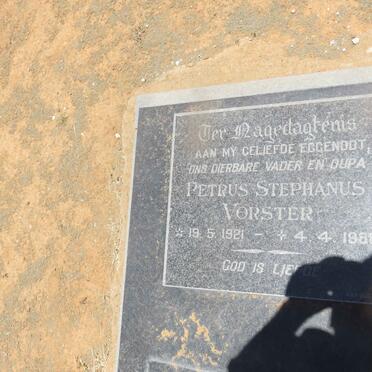 Ter Nagedagtenis
AAN MY GELIEFDE EGGENOOT,
ONS DIERBARE VADER EN OUPA
PETRUS STEPHANUS
VORSTER
☆ 19.5.1921 – ✢ 4.4.198
GOD IS LIEFDE